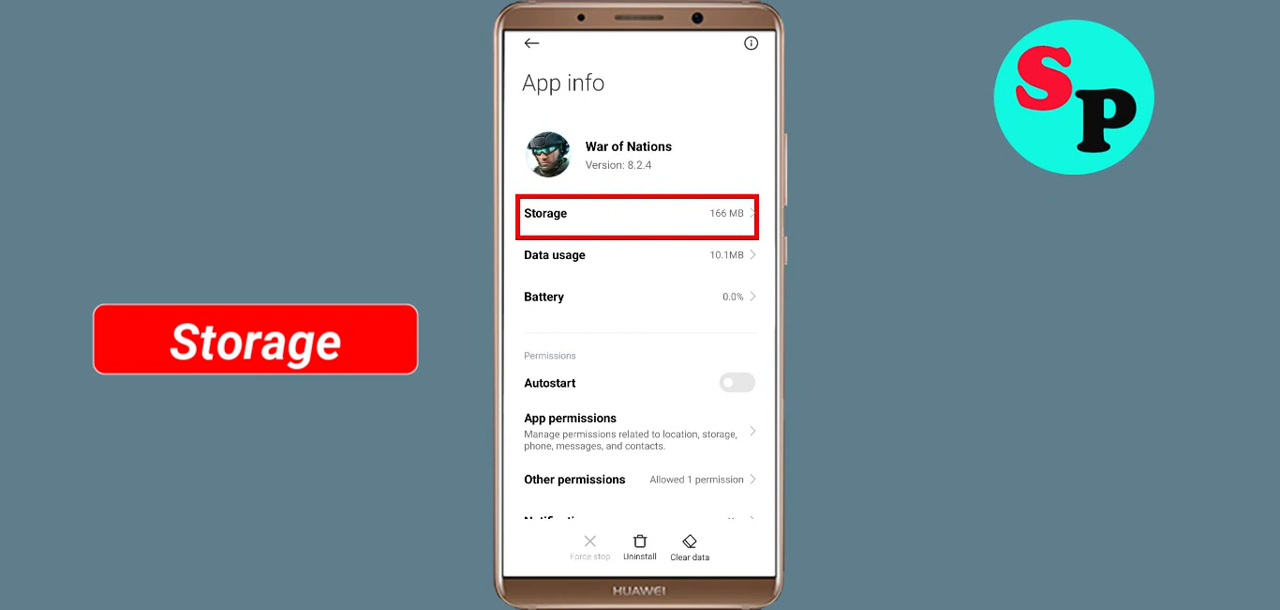 App info
War of Nations
Version: 8.2.4
Storage 166 MB
Data usage 10.1MB
Battery 0.0%
Permissions
Autostart
App permissions
Manage permissions related to location, storage,
phone, messages, and contacts.
Other permissions Allowed 1 permission
Force stop Uninstall Clear data
HUAWEI
Storage
SP